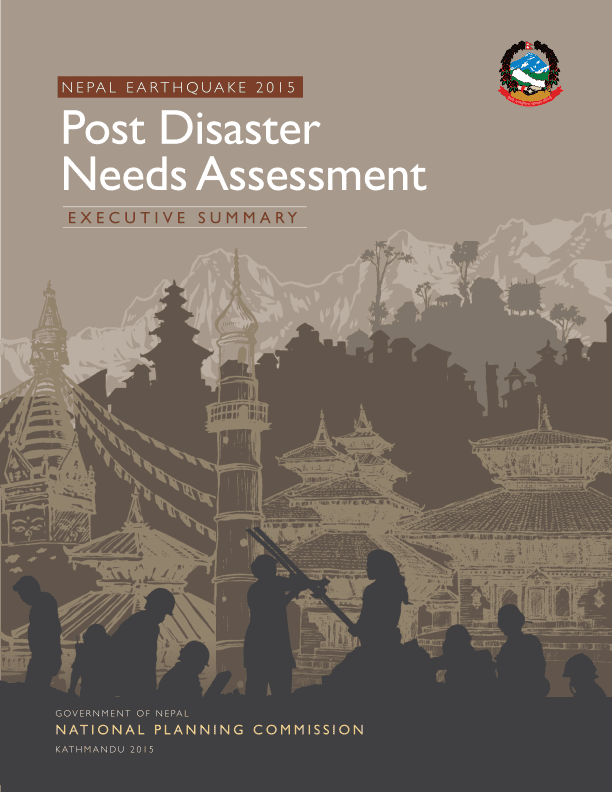 NEPAL EARTHQUAKE 2015
Post Disaster
Needs Assessment
EXECUTIVE SUMMARY
GOVERNMENT OF NEPAL
NATIONAL PLANNING COMMISSION
KATHMANDU 2015